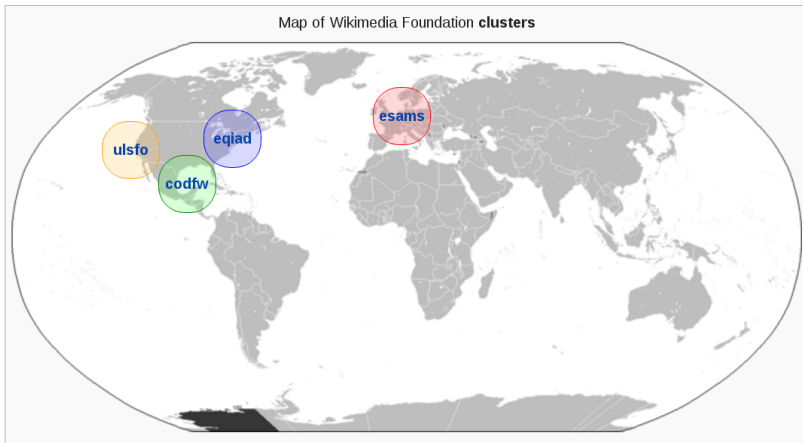 Map of Wikimedia Foundation clusters
esams
eqiad
ulsfo
codfw